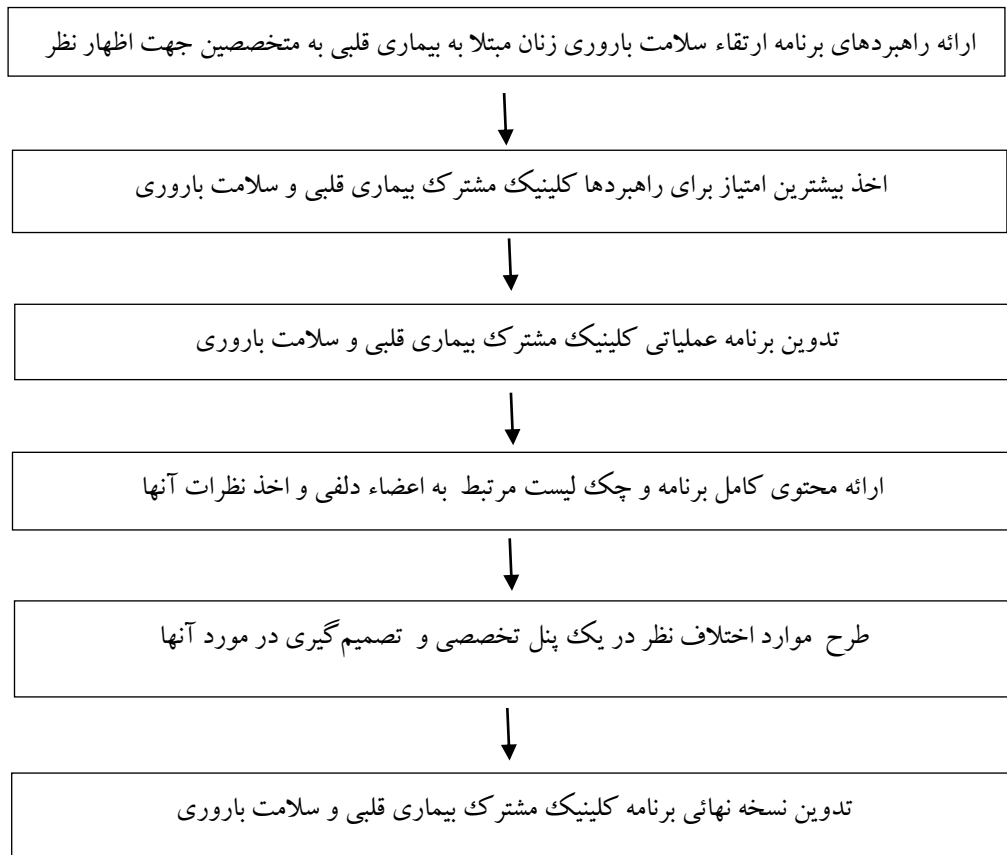 ارائه راهبردهای برنامه ارتقاء سلامت باروری زنان مبتلا به بیماری قلبی به متخصصین جهت اظهار نظر
اخذ بیشترین امتیاز برای راهبردها کلینیک مشترک بیماری قلبی و سلامت باروری
تدوین برنامه عملیاتی کلینیک مشترک بیماری قلبی و سلامت باروری
ارائه محتوی کامل برنامه و چک لیست مرتبط به اعضاء دلفی و اخذ نظرات آنها
طرح موارد اختلاف نظر در یک پنل تخصصی و تصمیم‌گیری در مورد آنها
تدوین نسخه نهائی برنامه کلینیک مشترک بیماری قلبی و سلامت باروری